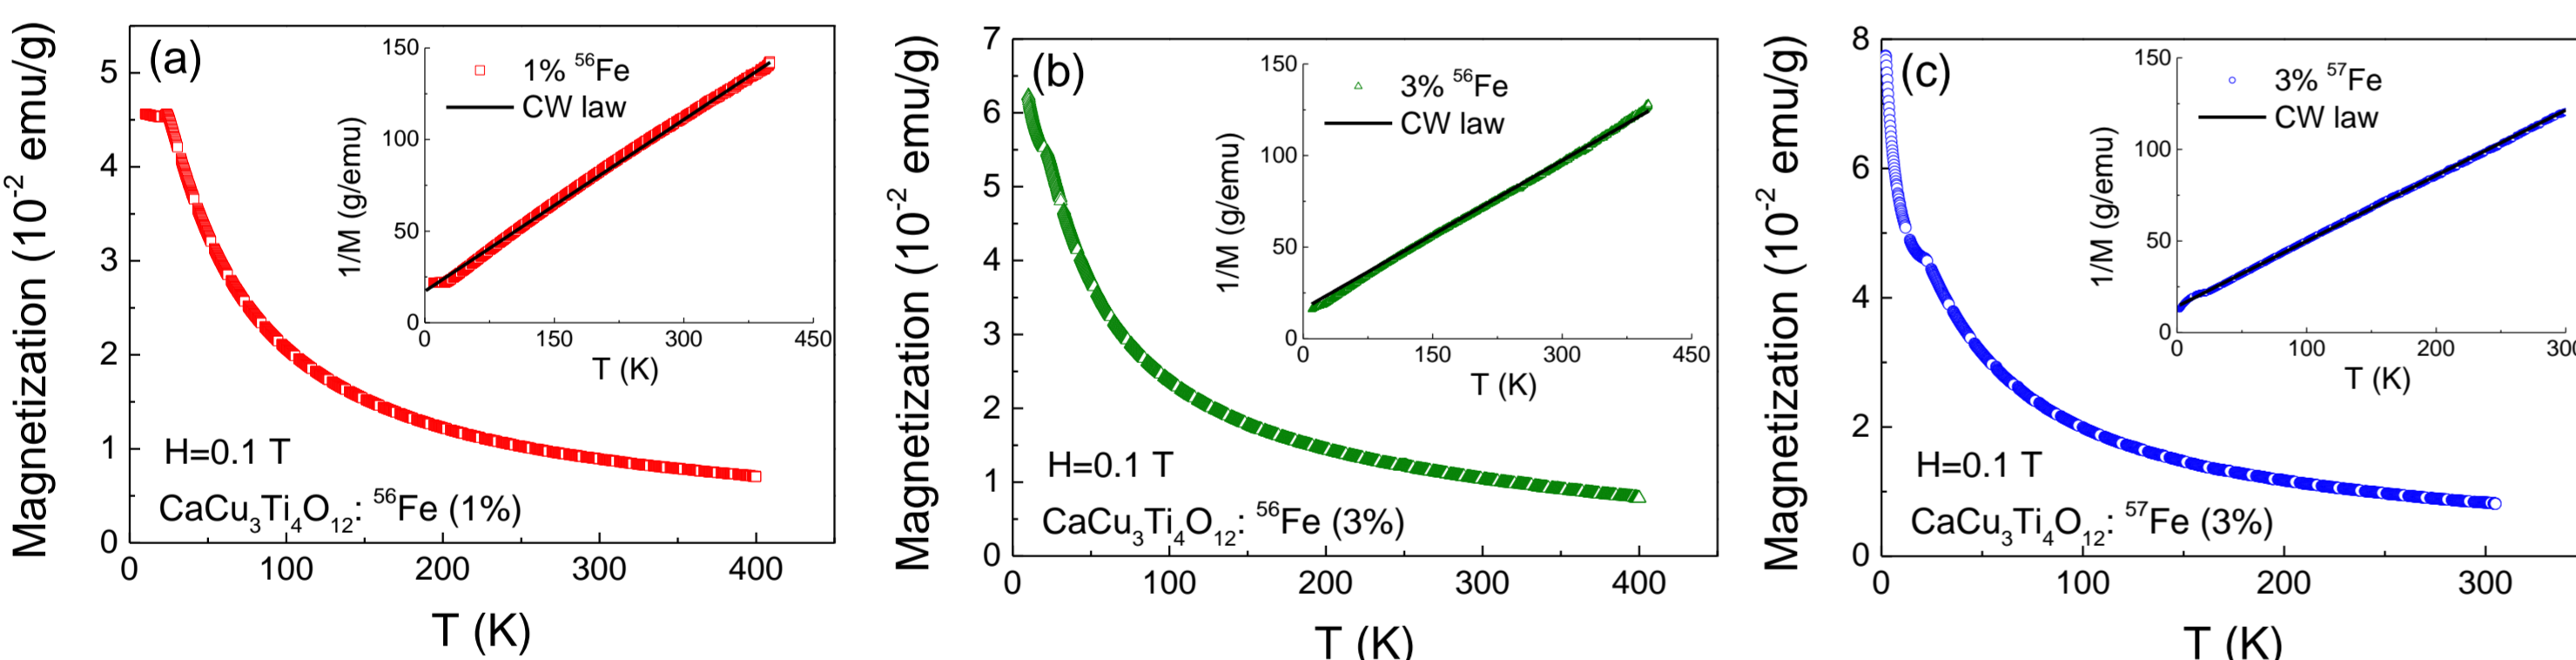 (a)
Magnetization (10⁻² emu/g)
5
4
3
2
1
0
0 100 200 300 400
T (K)
H=0.1 T
CaCu₃Ti₄O₁₂: ⁵⁶Fe (1%)
1% ⁵⁶Fe
CW law
1/M (g/emu)
150
100
50
0
0 150 300 450
T (K)
(b)
Magnetization (10⁻² emu/g)
7
6
5
4
3
2
1
0
0 100 200 300 400
T (K)
H=0.1 T
CaCu₃Ti₄O₁₂: ⁵⁶Fe (3%)
3% ⁵⁶Fe
CW law
1/M (g/emu)
150
100
50
0
0 150 300 450
T (K)
(c)
Magnetization (10⁻² emu/g)
8
6
4
2
0
0 100 200 300
T (K)
H=0.1 T
CaCu₃Ti₄O₁₂: ⁵⁷Fe (3%)
3% ⁵⁷Fe
CW law
1/M (g/emu)
150
100
50
0
0 100 200 300
T (K)